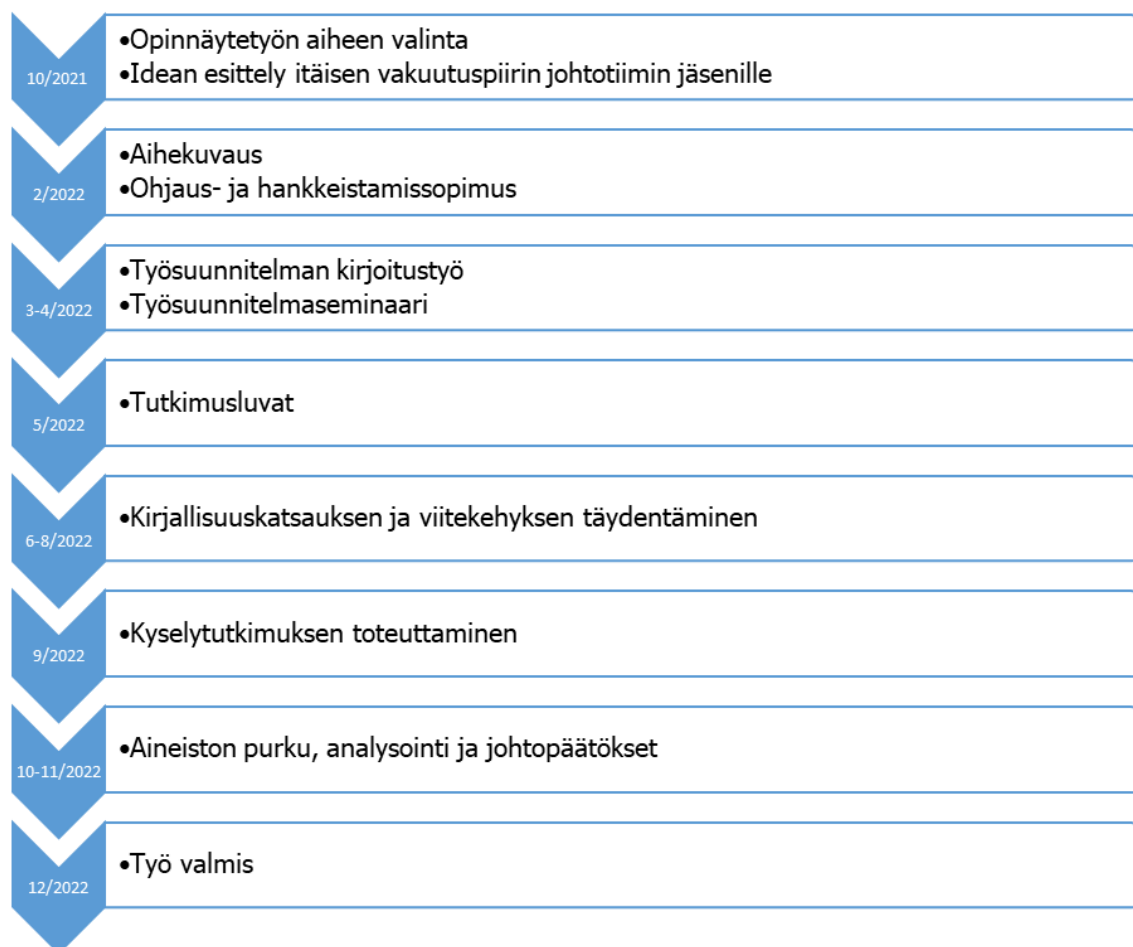 10/2021
•Opinnäytetyön aiheen valinta
•Idean esittely itäisen vakuutuspiirin johtotiimin jäsenille
2/2022
•Aihekuvaus
•Ohjaus- ja hankkeistamissopimus
3-4/2022
•Työsuunnitelman kirjoitustyö
•Työsuunnitelmaseminaari
5/2022
•Tutkimusluvat
6-8/2022
•Kirjallisuuskatsauksen ja viitekehyksen täydentäminen
9/2022
•Kyselytutkimuksen toteuttaminen
10-11/2022
•Aineiston purku, analysointi ja johtopäätökset
12/2022
•Työ valmis